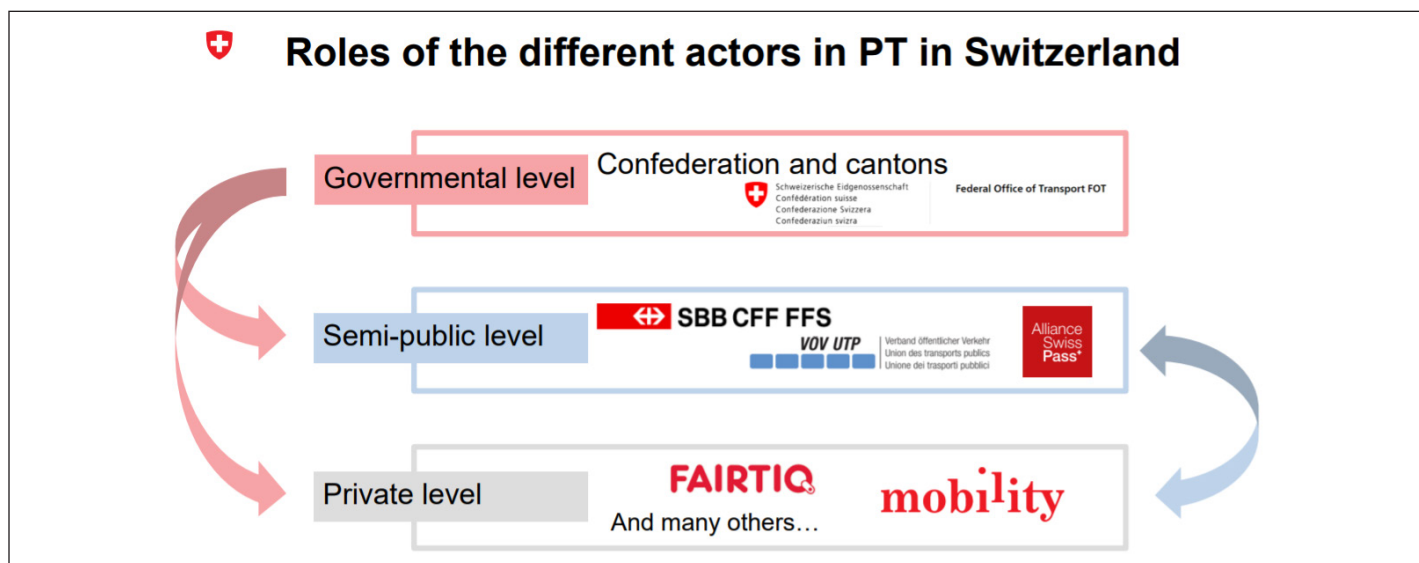 Roles of the different actors in PT in Switzerland
Governmental level
Confederation and cantons
Schweizerische Eidgenossenschaft
Confédération suisse
Confederazione Svizzera
Confederaziun svizra
Federal Office of Transport FOT
Semi-public level
SBB CFF FFS
VOV UTP
Verband öffentlicher Verkehr
Union des transports publics
Unione dei trasporti pubblici
Alliance
Swiss
Pass*
Private level
FAIRTIQ
mobility
And many others…